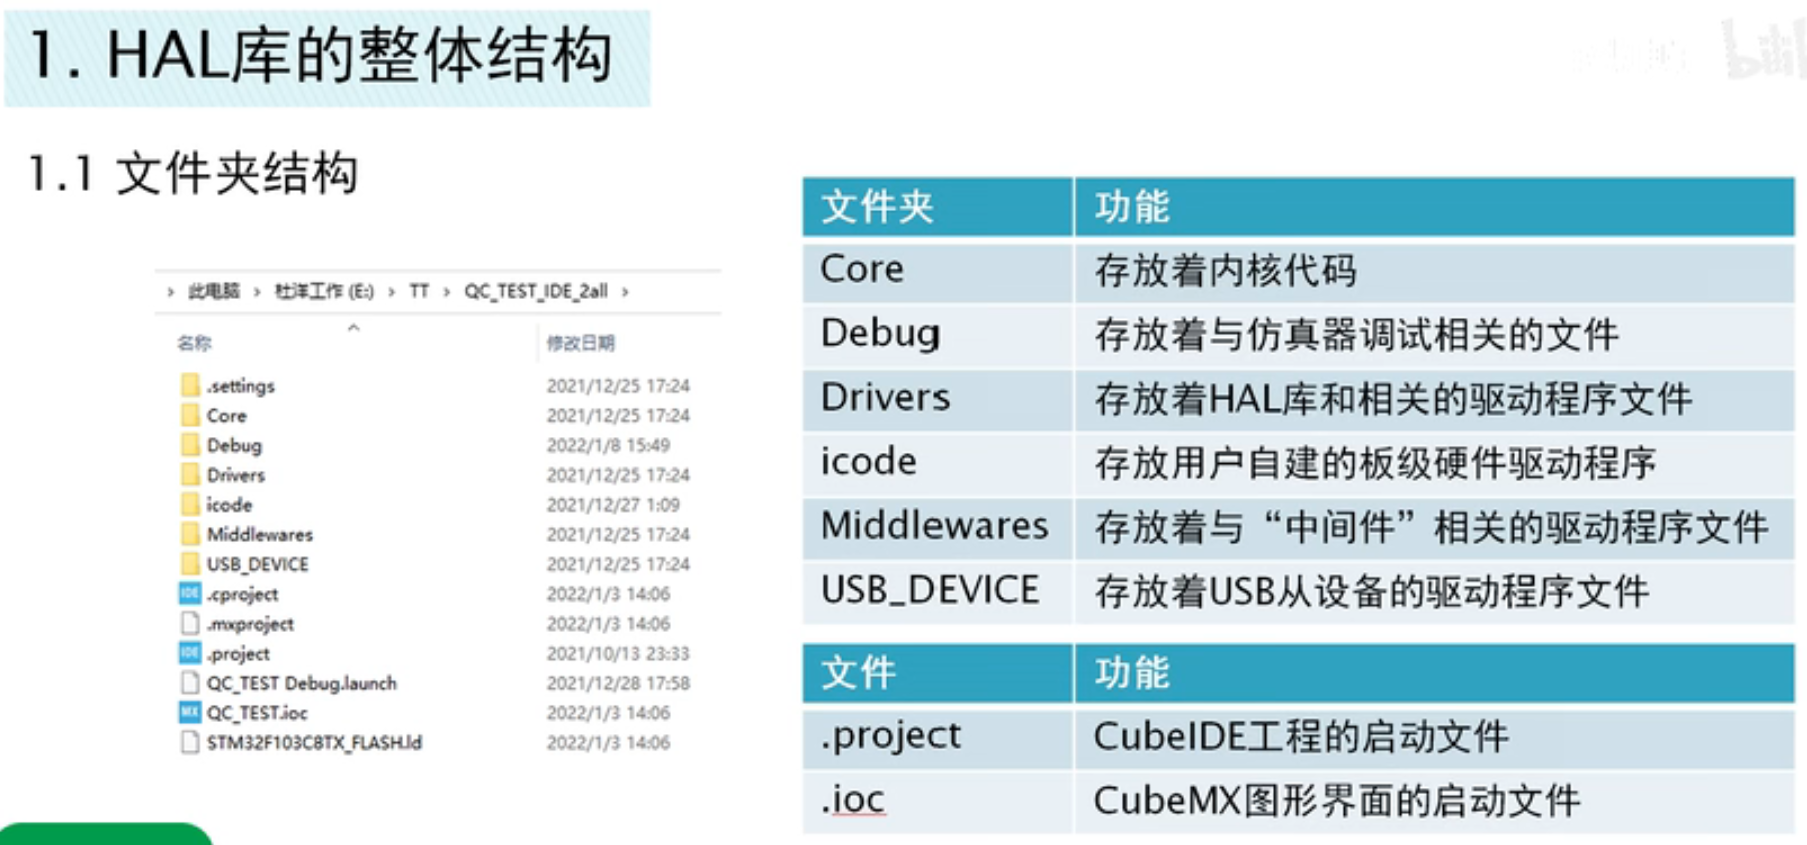 1. HAL库的整体结构
1.1 文件夹结构
› 此电脑 › 杜洋工作 (E:) › TT › QC_TEST_IDE_2all ›
名称 修改日期
.settings 2021/12/25 17:24
Core 2021/12/25 17:24
Debug 2022/1/8 15:49
Drivers 2021/12/25 17:24
icode 2021/12/27 1:09
Middlewares 2021/12/25 17:24
USB_DEVICE 2021/12/25 17:24
IDE .cproject 2022/1/3 14:06
.mxproject 2022/1/3 14:06
IDE .project 2021/10/13 23:33
QC_TEST Debug.launch 2021/12/28 17:58
MX QC_TEST.ioc 2022/1/3 14:06
STM32F103C8TX_FLASH.ld 2022/1/3 14:06
文件夹 功能
Core 存放着内核代码
Debug 存放着与仿真器调试相关的文件
Drivers 存放着HAL库和相关的驱动程序文件
icode 存放用户自建的板级硬件驱动程序
Middlewares 存放着与“中间件”相关的驱动程序文件
USB_DEVICE 存放着USB从设备的驱动程序文件
文件 功能
.project CubeIDE工程的启动文件
.ioc CubeMX图形界面的启动文件